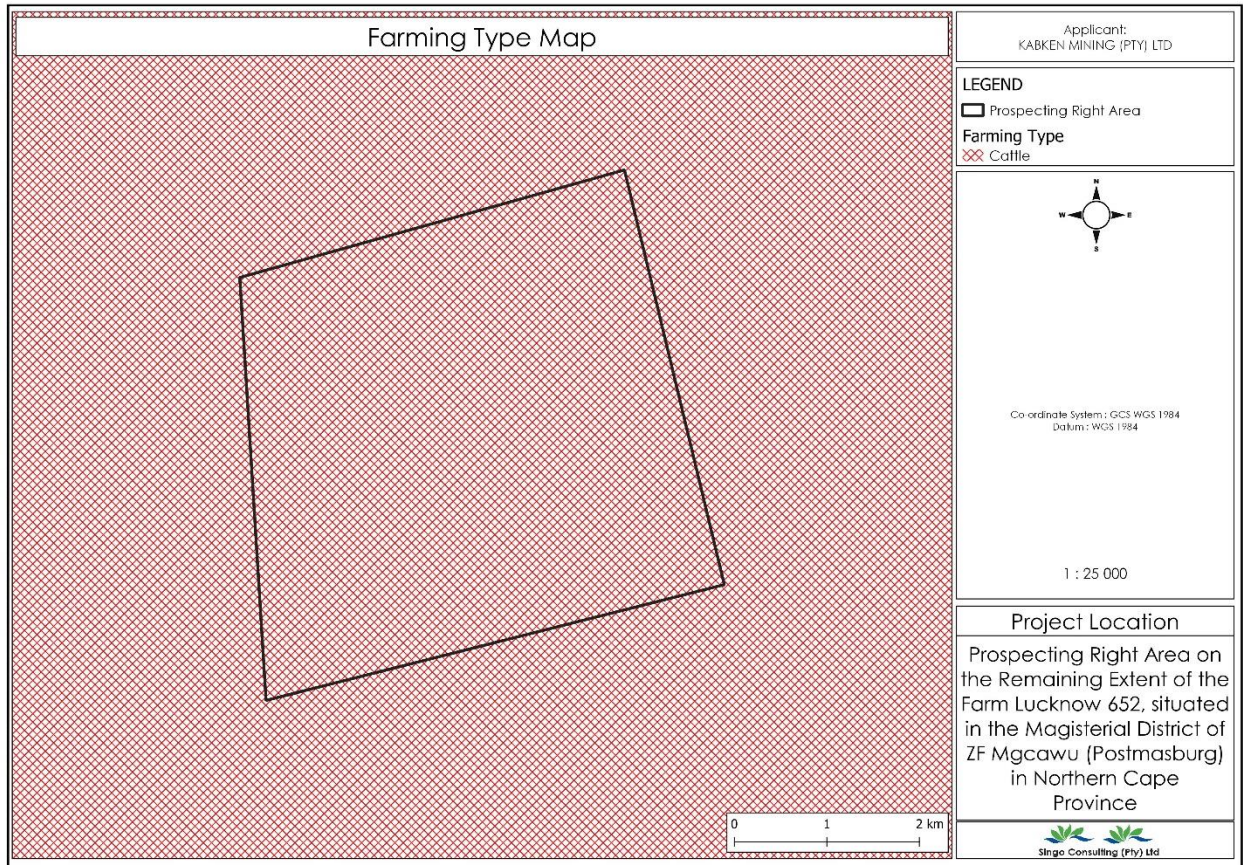 Farming Type Map
Applicant:
KABKEN MINING (PTY) LTD
LEGEND
Prospecting Right Area
Farming Type
Cattle
N
W E
S
Co-ordinate System : GCS WGS 1984
Datum : WGS 1984
1 : 25 000
Project Location
Prospecting Right Area on
the Remaining Extent of the
Farm Lucknow 652, situated
in the Magisterial District of
ZF Mgcawu (Postmasburg)
in Northern Cape
Province
0 1 2 km
Singo Consulting (Pty) Ltd